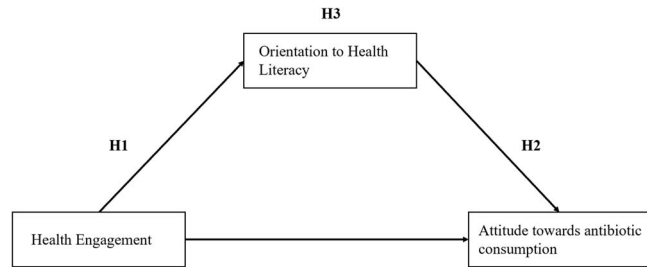 H3
Orientation to Health
Literacy
H1
H2
Health Engagement
Attitude towards antibiotic
consumption